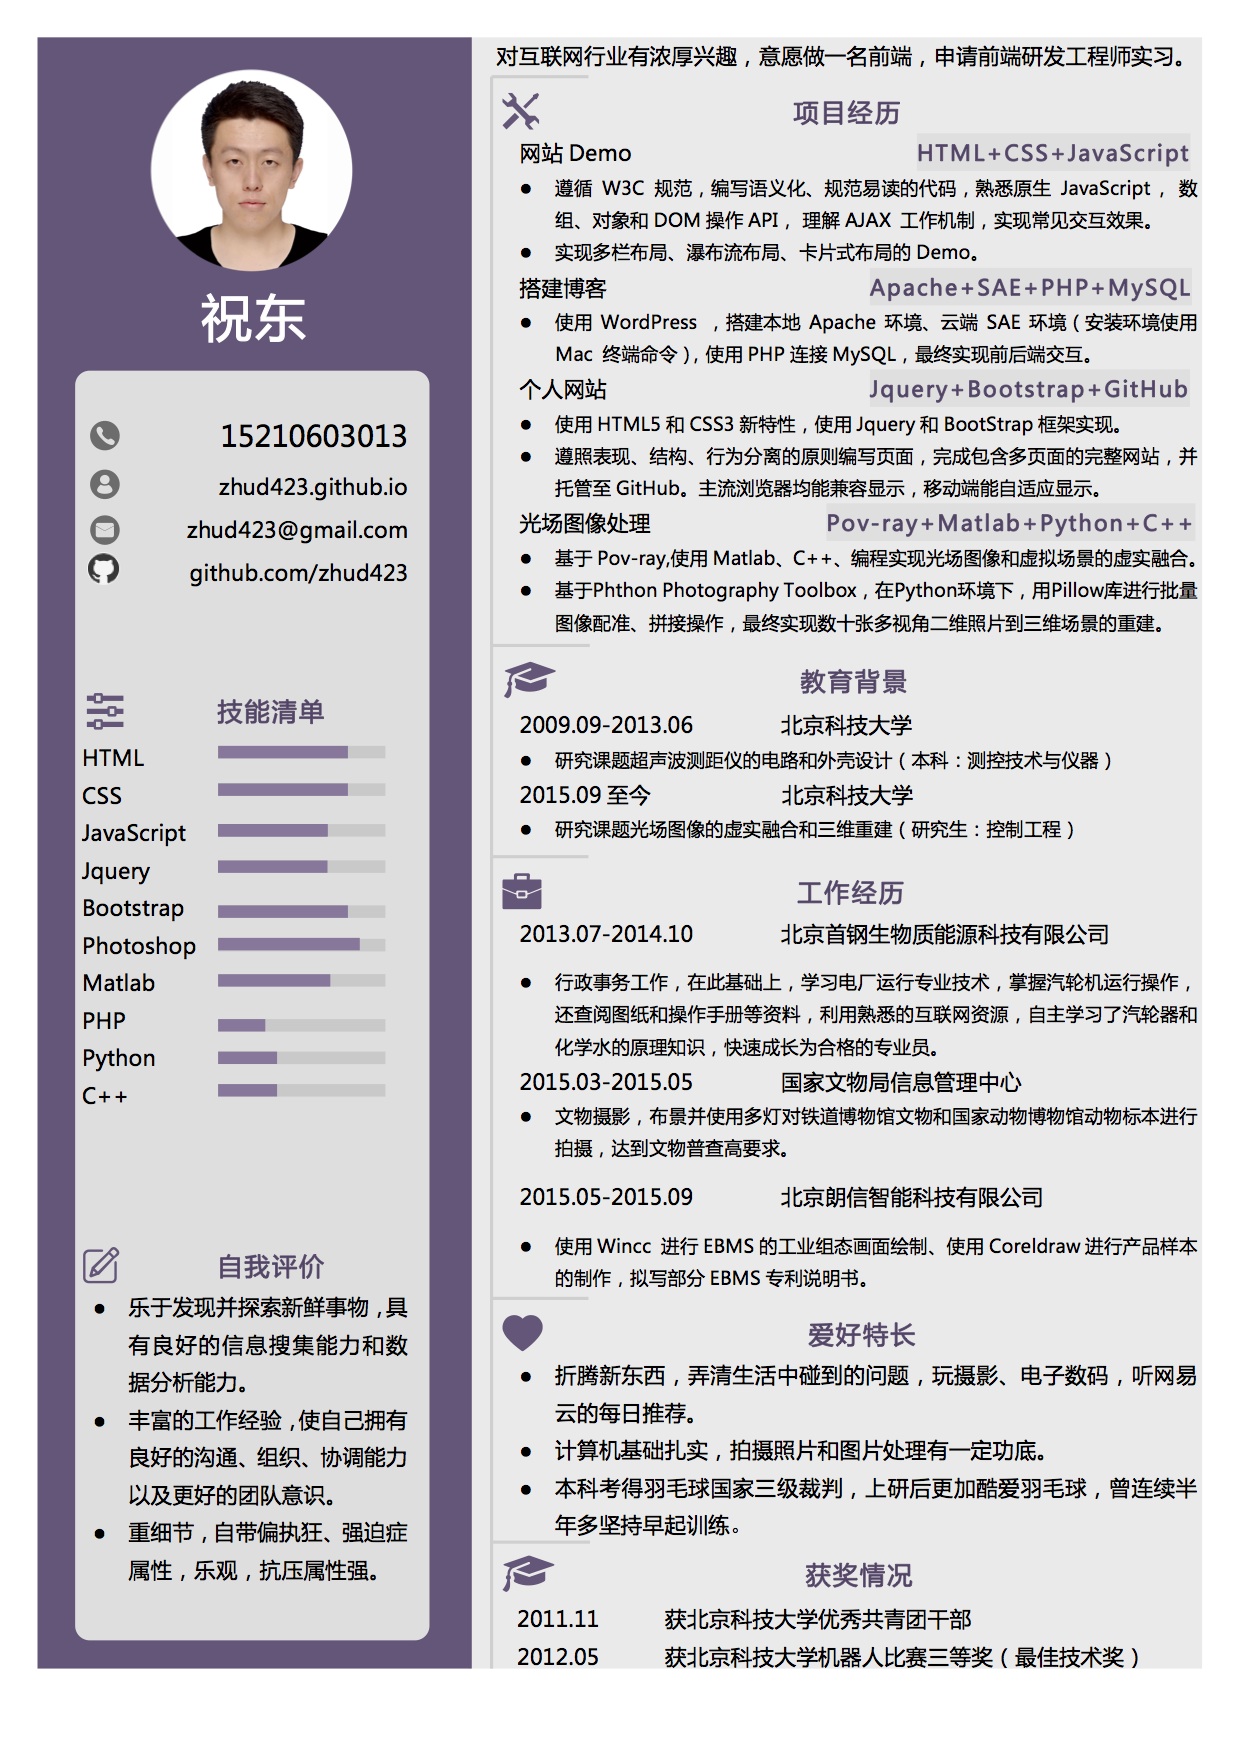 祝东
15210603013
zhud423.github.io
zhud423@gmail.com
github.com/zhud423
技能清单
HTML
CSS
JavaScript
Jquery
Bootstrap
Photoshop
Matlab
PHP
Python
C++
自我评价
● 乐于发现并探索新鲜事物，具
有良好的信息搜集能力和数
据分析能力。
● 丰富的工作经验，使自己拥有
良好的沟通、组织、协调能力
以及更好的团队意识。
● 重细节，自带偏执狂、强迫症
属性，乐观，抗压属性强。
对互联网行业有浓厚兴趣，意愿做一名前端，申请前端研发工程师实习。
项目经历
网站 Demo HTML+CSS+JavaScript
● 遵循 W3C 规范，编写语义化、规范易读的代码，熟悉原生 JavaScript ， 数
组、对象和 DOM 操作 API， 理解 AJAX 工作机制，实现常见交互效果。
● 实现多栏布局、瀑布流布局、卡片式布局的 Demo。
搭建博客 Apache+SAE+PHP+MySQL
● 使用 WordPress ，搭建本地 Apache 环境、云端 SAE 环境（安装环境使用
Mac 终端命令），使用 PHP 连接 MySQL，最终实现前后端交互。
个人网站 Jquery+Bootstrap+GitHub
● 使用 HTML5 和 CSS3 新特性，使用 Jquery 和 BootStrap 框架实现。
● 遵照表现、结构、行为分离的原则编写页面，完成包含多页面的完整网站，并
托管至 GitHub。主流浏览器均能兼容显示，移动端能自适应显示。
光场图像处理 Pov-ray+Matlab+Python+C++
● 基于 Pov-ray,使用 Matlab、C++、编程实现光场图像和虚拟场景的虚实融合。
● 基于Phthon Photography Toolbox，在Python环境下，用Pillow库进行批量
图像配准、拼接操作，最终实现数十张多视角二维照片到三维场景的重建。
教育背景
2009.09-2013.06 北京科技大学
● 研究课题超声波测距仪的电路和外壳设计（本科：测控技术与仪器）
2015.09 至今 北京科技大学
● 研究课题光场图像的虚实融合和三维重建（研究生：控制工程）
工作经历
2013.07-2014.10 北京首钢生物质能源科技有限公司
● 行政事务工作，在此基础上，学习电厂运行专业技术，掌握汽轮机运行操作，
还查阅图纸和操作手册等资料，利用熟悉的互联网资源，自主学习了汽轮器和
化学水的原理知识，快速成长为合格的专业员。
2015.03-2015.05 国家文物局信息管理中心
● 文物摄影，布景并使用多灯对铁道博物馆文物和国家动物博物馆动物标本进行
拍摄，达到文物普查高要求。
2015.05-2015.09 北京朗信智能科技有限公司
● 使用 Wincc 进行 EBMS 的工业组态画面绘制、使用 Coreldraw 进行产品样本
的制作，拟写部分 EBMS 专利说明书。
爱好特长
● 折腾新东西，弄清生活中碰到的问题，玩摄影、电子数码，听网易
云的每日推荐。
● 计算机基础扎实，拍摄照片和图片处理有一定功底。
● 本科考得羽毛球国家三级裁判，上研后更加酷爱羽毛球，曾连续半
年多坚持早起训练。
获奖情况
2011.11 获北京科技大学优秀共青团干部
2012.05 获北京科技大学机器人比赛三等奖（最佳技术奖）